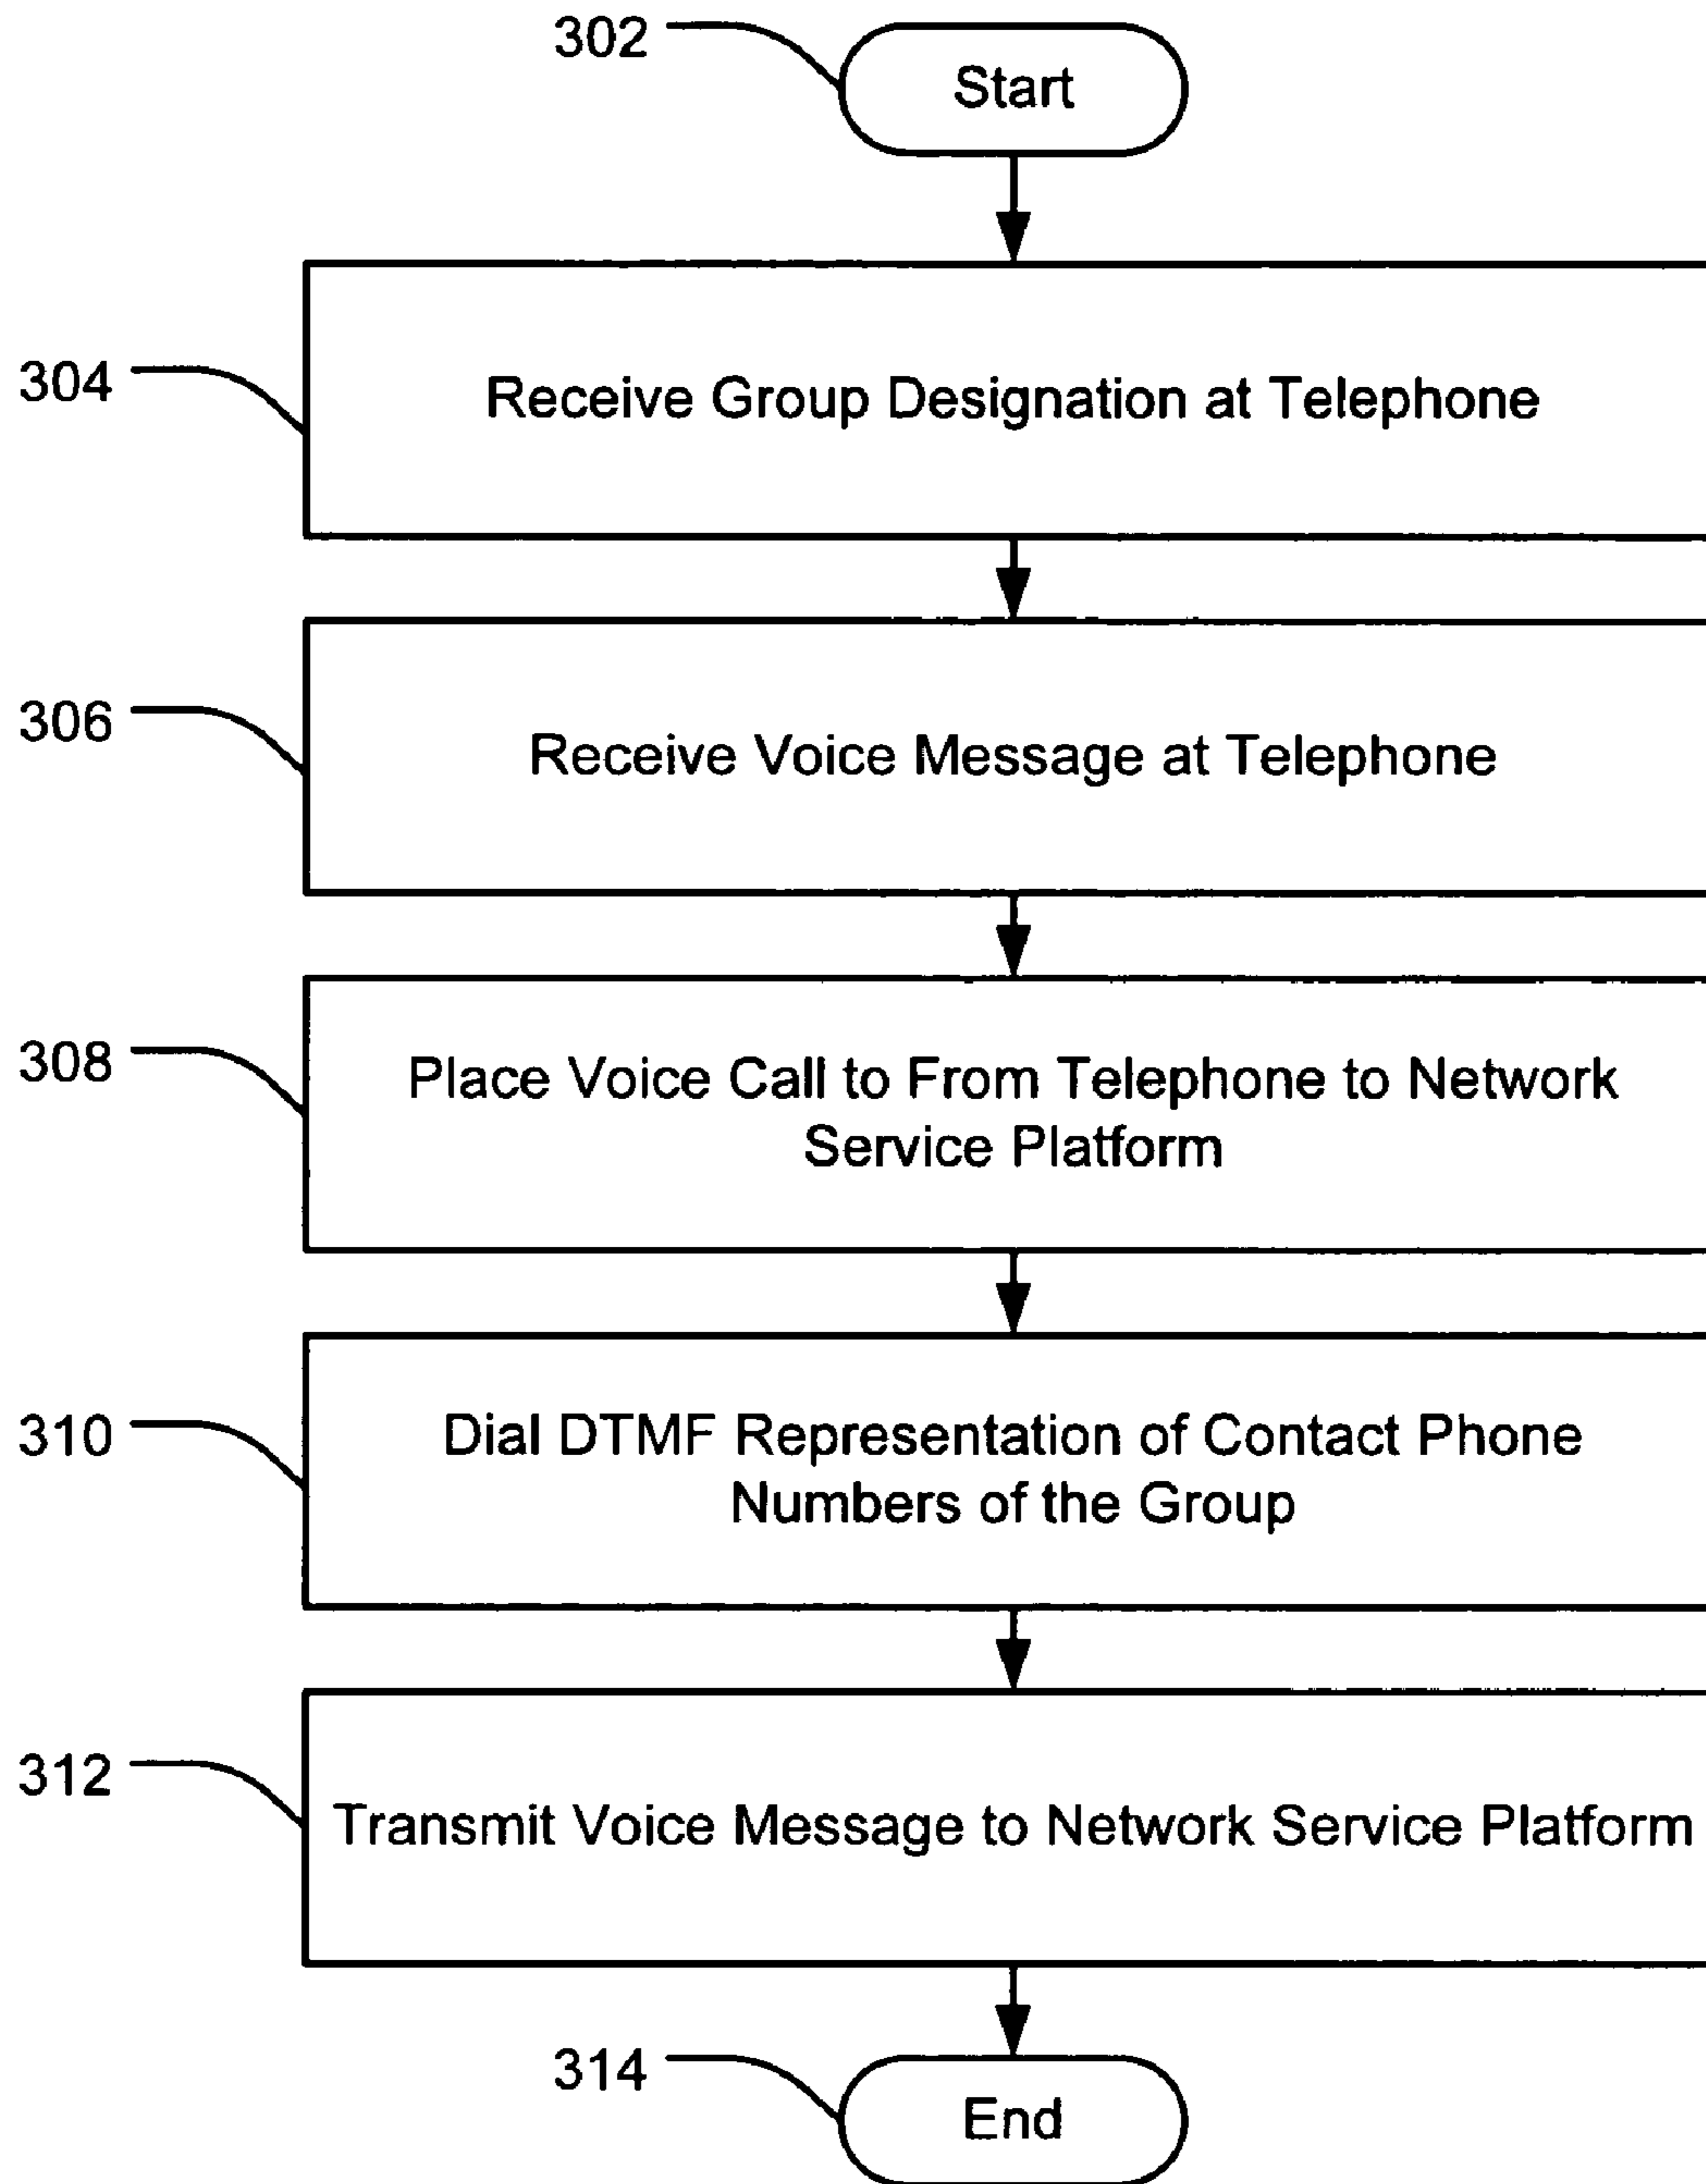 302
Start
304
Receive Group Designation at Telephone
306
Receive Voice Message at Telephone
308
Place Voice Call to From Telephone to Network
Service Platform
310
Dial DTMF Representation of Contact Phone
Numbers of the Group
312
Transmit Voice Message to Network Service Platform
314
End